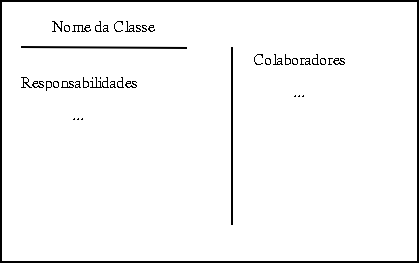 Nome da Classe
Responsabilidades
...
Colaboradores
...